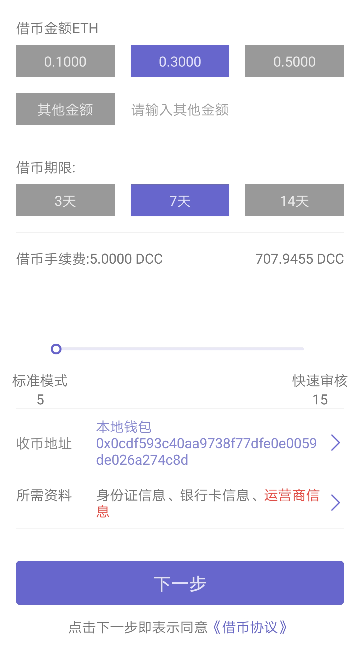 借币金额ETH
0.1000 0.3000 0.5000
其他金额 请输入其他金额
借币期限:
3天 7天 14天
借币手续费:5.0000 DCC 707.9455 DCC
标准模式 快速审核
5 15
本地钱包
收币地址 0x0cdf593c40aa9738f77dfe0e0059
de026a274c8d
所需资料 身份证信息、银行卡信息、运营商信
息
下一步
点击下一步即表示同意《借币协议》